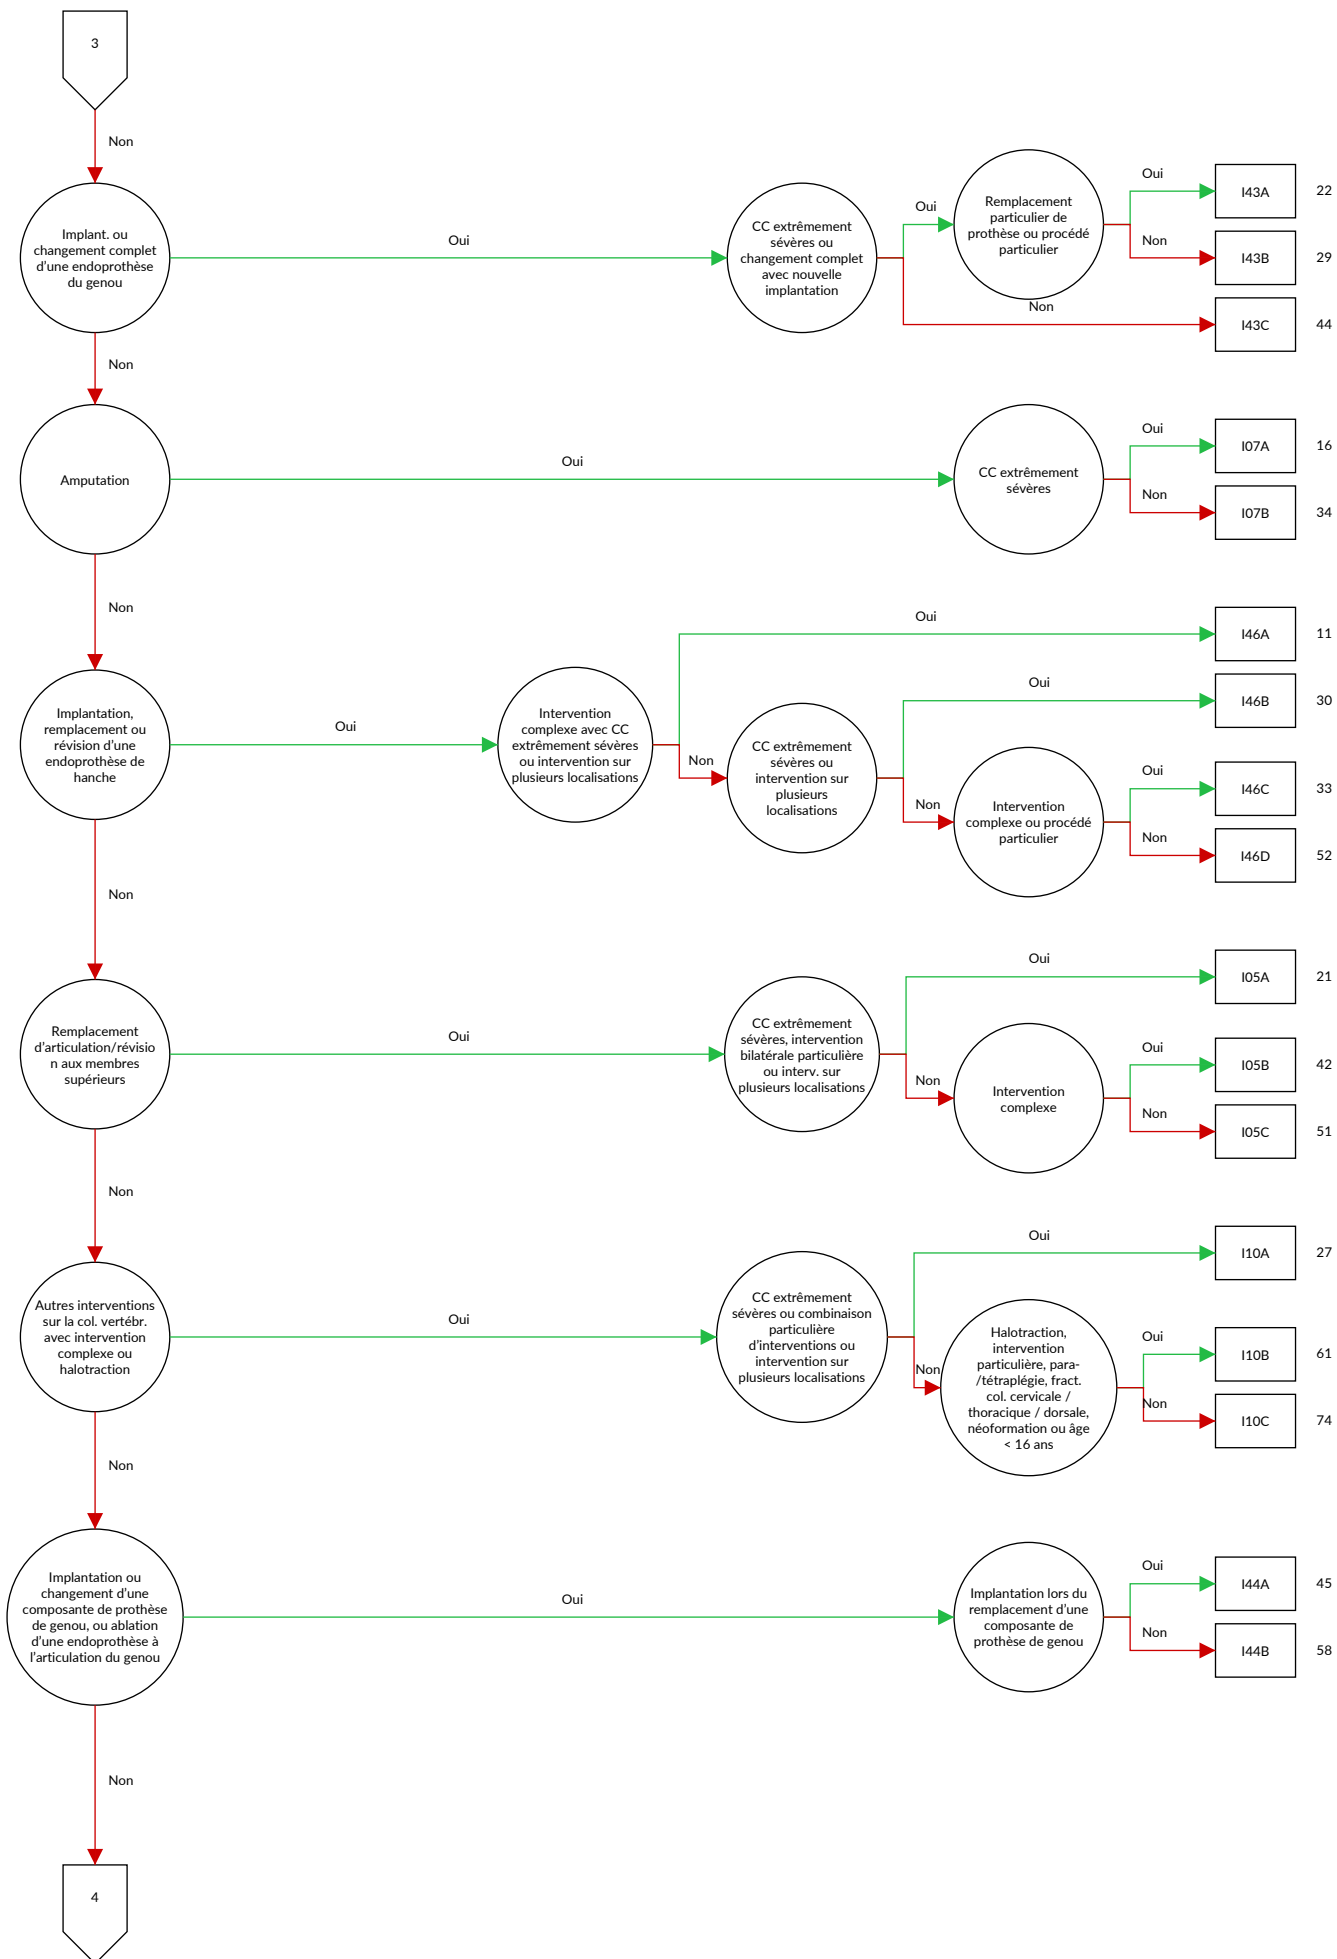 3
Non
Implant. ou
changement complet
d'une endoprothèse
du genou
Oui
CC extrêmement
sévères ou
changement complet
avec nouvelle
implantation
Oui
Remplacement
particulier de
prothèse ou procédé
particulier
Oui
I43A
22
Non
I43B
29
Non
I43C
44
Non
Amputation
Oui
CC extrêmement
sévères
Oui
I07A
16
Non
I07B
34
Non
Implantation,
remplacement ou
révision d'une
endoprothèse de
hanche
Oui
Intervention
complexe avec CC
extrêmement sévères
ou intervention sur
plusieurs localisations
Oui
I46A
11
Non
CC extrêmement
sévères ou
intervention sur
plusieurs
localisations
Oui
I46B
30
Non
Intervention
complexe ou procédé
particulier
Oui
I46C
33
Non
I46D
52
Non
Remplacement
d'articulation/révisio
n aux membres
supérieurs
Oui
CC extrêmement
sévères, intervention
bilatérale particulière
ou interv. sur
plusieurs localisations
Oui
I05A
21
Non
Intervention
complexe
Oui
I05B
42
Non
I05C
51
Non
Autres interventions
sur la col. vertébr.
avec intervention
complexe ou
halotraction
Oui
CC extrêmement
sévères ou combinaison
particulière
d'interventions ou
intervention sur
plusieurs localisations
Oui
I10A
27
Non
Halotraction,
intervention
particulière, para-
/tétraplégie, fract.
col. cervicale /
thoracique / dorsale,
néoformation ou âge
< 16 ans
Oui
I10B
61
Non
I10C
74
Non
Implantation ou
changement d'une
composante de prothèse
de genou, ou ablation
d'une endoprothèse à
l'articulation du genou
Oui
Implantation lors du
remplacement d'une
composante de
prothèse de genou
Oui
I44A
45
Non
I44B
58
Non
4